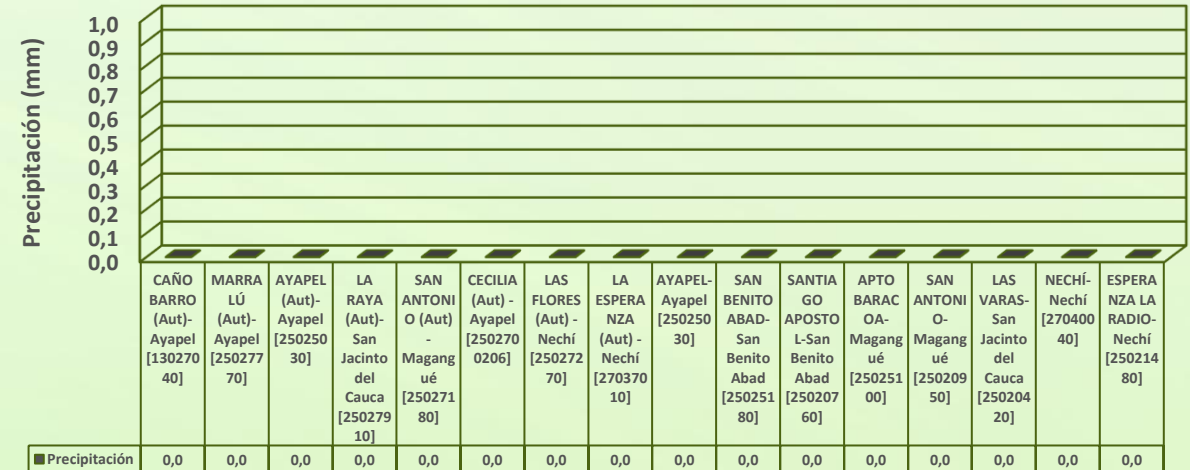 Precipitación (mm)
1,0
0,9
0,8
0,7
0,6
0,5
0,4
0,3
0,2
0,1
0,0
CAÑO
BARRO
(Aut)-
Ayapel
[130270
40]
MARRA
LÚ
(Aut)-
Ayapel
[250277
70]
AYAPEL
(Aut)-
Ayapel
[250250
30]
LA
RAYA
(Aut)-
San
Jacinto
del
Cauca
[250279
10]
SAN
ANTONI
O (Aut)
-
Magang
ué
[250271
80]
CECILIA
(Aut) -
Ayapel
[250270
0206]
LAS
FLORES
(Aut) -
Nechí
[250272
70]
LA
ESPERA
NZA
(Aut) -
Nechí
[270370
10]
AYAPEL-
Ayapel
[250250
30]
SAN
BENITO
ABAD-
San
Benito
Abad
[250251
80]
SANTIA
GO
APOSTO
L-San
Benito
Abad
[250207
60]
APTO
BARAC
OA-
Magang
ué
[250251
00]
SAN
ANTONI
O-
Magang
ué
[250209
50]
LAS
VARAS-
San
Jacinto
del
Cauca
[250204
20]
NECHÍ-
Nechí
[270400
40]
ESPERA
NZA LA
RADIO-
Nechí
[250214
80]
Precipitación 0,0 0,0 0,0 0,0 0,0 0,0 0,0 0,0 0,0 0,0 0,0 0,0 0,0 0,0 0,0 0,0